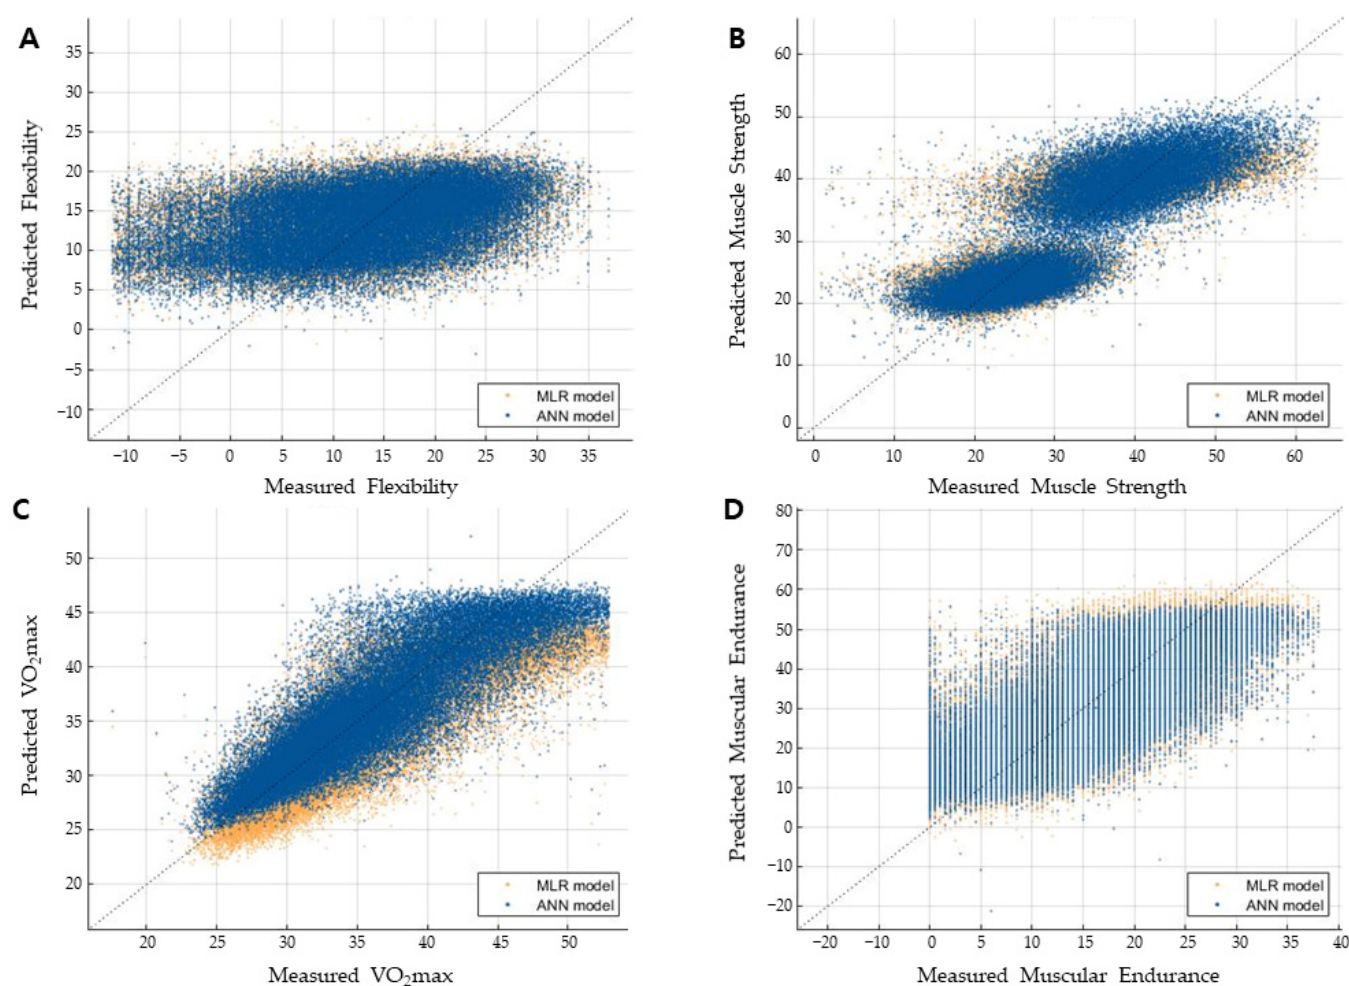 A
Predicted Flexibility
35
30
25
20
15
10
5
0
−5
−10
MLR model
ANN model
−10 −5 0 5 10 15 20 25 30 35
Measured Flexibility
B
Predicted Muscle Strength
60
50
40
30
20
10
0
MLR model
ANN model
0 10 20 30 40 50 60
Measured Muscle Strength
C
Predicted VO2max
50
45
40
35
30
25
20
MLR model
ANN model
20 25 30 35 40 45 50
Measured VO2max
D
Predicted Muscular Endurance
80
70
60
50
40
30
20
10
0
−10
−20
MLR model
ANN model
−20 −10 0 5 10 15 20 25 30 38 40
Measured Muscular Endurance